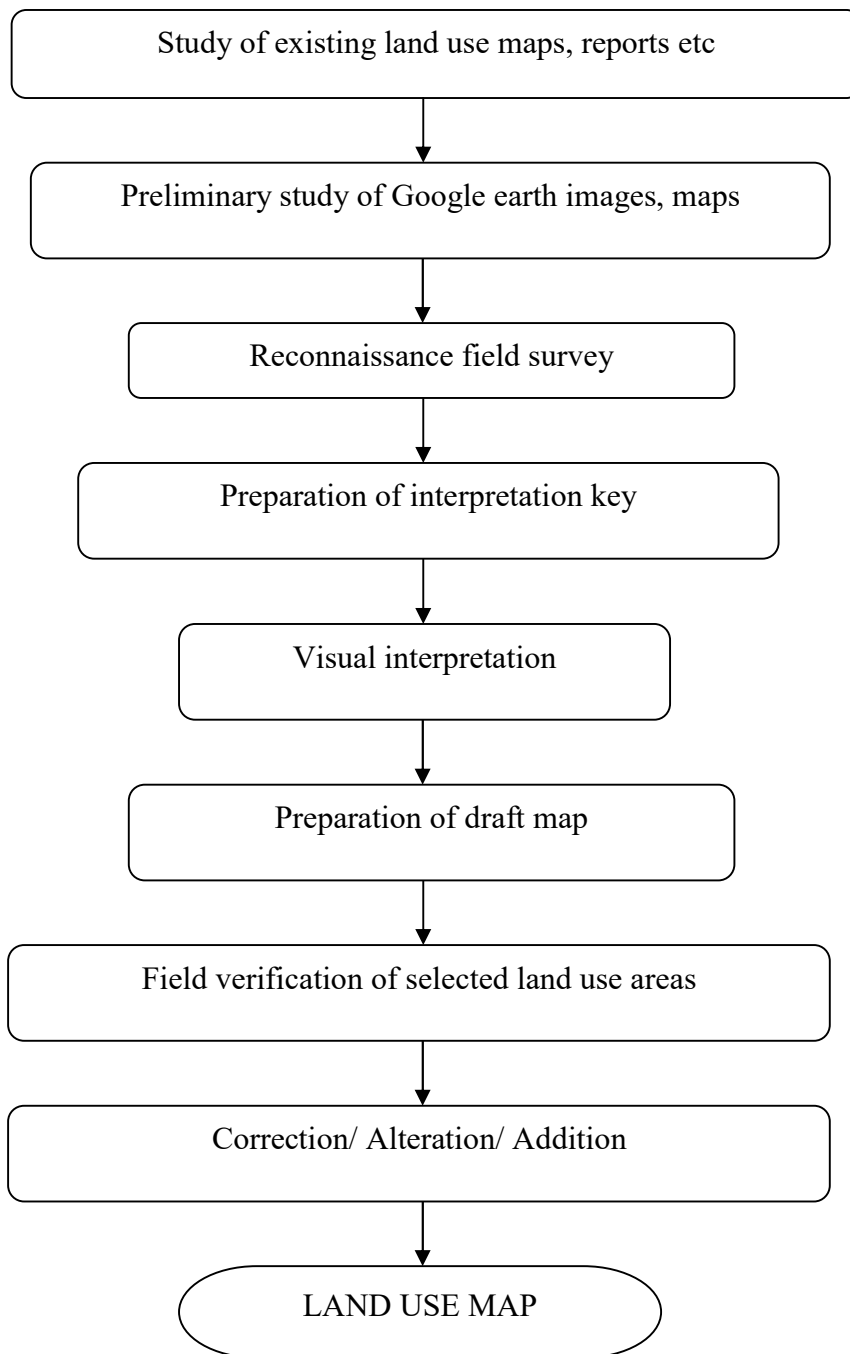 Study of existing land use maps, reports etc
Preliminary study of Google earth images, maps
Reconnaissance field survey
Preparation of interpretation key
Visual interpretation
Preparation of draft map
Field verification of selected land use areas
Correction/ Alteration/ Addition
LAND USE MAP